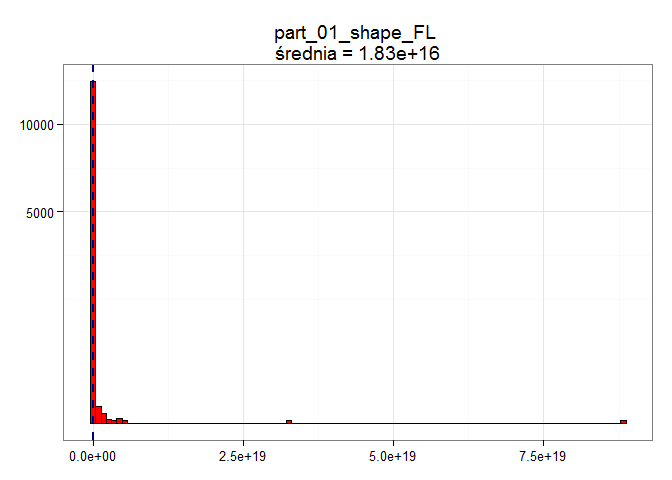 part_01_shape_FL
średnia = 1.83e+16
10000
5000
0.0e+00
2.5e+19
5.0e+19
7.5e+19